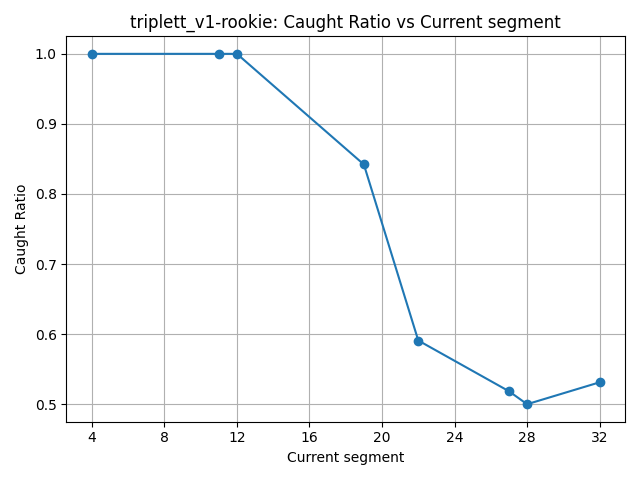 triplett_v1-rookie: Caught Ratio vs Current segment
1.0
0.9
0.8
0.7
0.6
0.5
Caught Ratio
4 8 12 16 20 24 28 32
Current segment